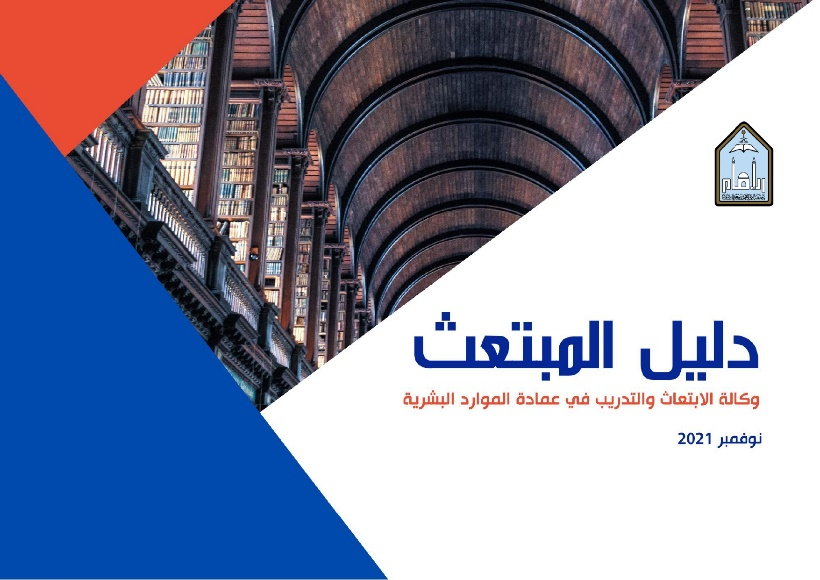 دليل المبتعث
وكالة الابتعاث والتدريب في عمادة الموارد البشرية
نوفمبر 2021